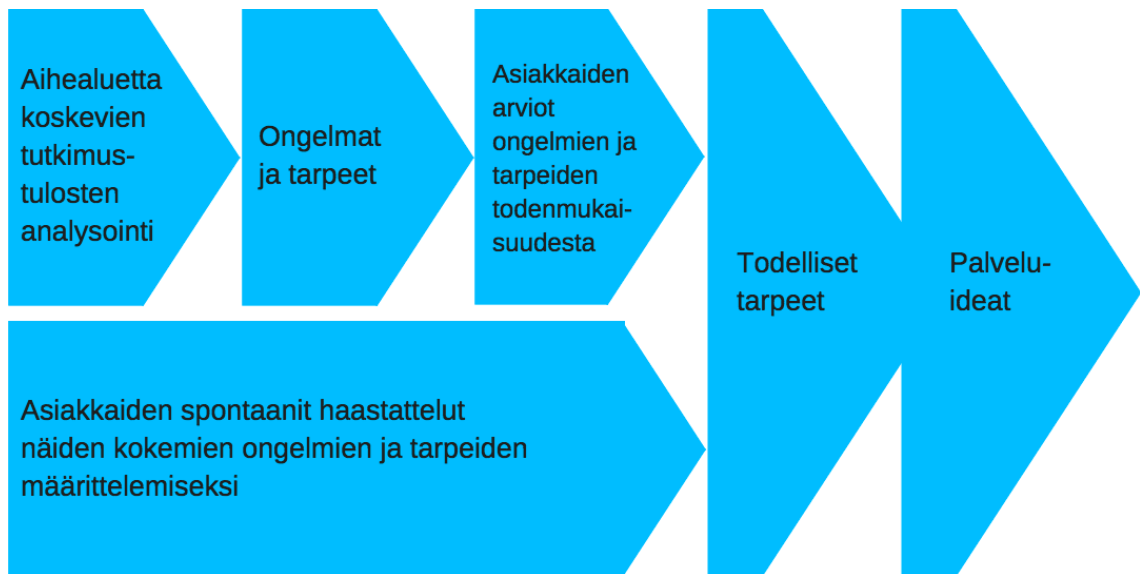 Aihealuetta
koskevien
tutkimus-
tulosten
analysointi
Ongelmat
ja tarpeet
Asiakkaiden
arviot
ongelmien ja
tarpeiden
todenmukai-
suudesta
Asiakkaiden spontaanit haastattelut
näiden kokemien ongelmien ja tarpeiden
määrittelemiseksi
Todelliset
tarpeet
Palvelu-
ideat